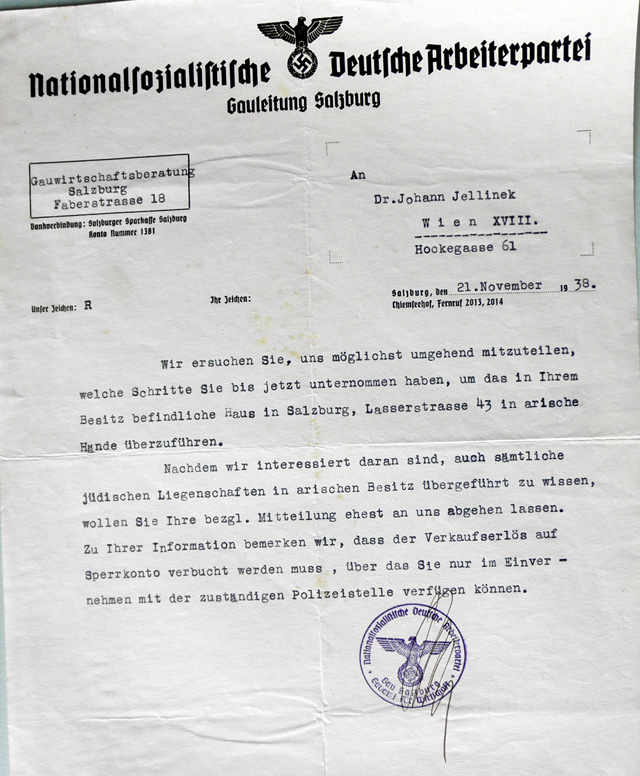 Nationalsozialistische Deutsche Arbeiterpartei
Gauleitung Salzburg
Gauwirtschaftsberatung
Salzburg
Faberstrasse 18
Bankverbindung: Salzburger Sparkasse Salzburg
Konto Nummer 1381
An
Dr.Johann Jellinek
W i e n XVIII.
Hockegasse 61
Unser Zeichen: R
Ihr Zeichen:
Salzburg, den 21.November 1938.
Chiemseehof, Fernruf 2013, 2014
Wir ersuchen Sie, uns möglichst umgehend mitzuteilen,
welche Schritte Sie bis jetzt unternommen haben, um das in Ihrem
Besitz befindliche Haus in Salzburg, Lasserstrasse 43 in arische
Hände überzuführen.
Nachdem wir interessiert daran sind, auch sämtliche
jüdischen Liegenschaften in arischen Besitz übergeführt zu wissen,
wollen Sie Ihre bezgl. Mitteilung ehest an uns abgehen lassen.
Zu Ihrer Information bemerken wir, dass der Verkaufserlös auf
Sperrkonto verbucht werden muss , über das Sie nur im Einver -
nehmen mit der zuständigen Polizeistelle verfügen können.
Nationalsozialistische Deutsche Arbeiterpartei
Gau Salzburg